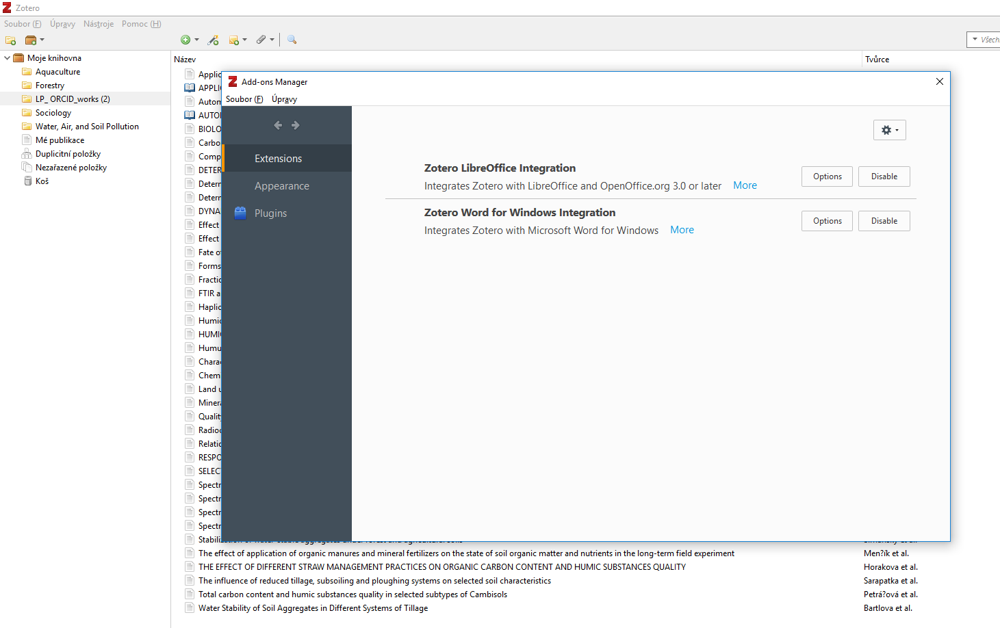 Zotero
Soubor (F) Úpravy Nástroje Pomoc (H)
Všech
Moje knihovna
Aquaculture
Forestry
LP_ ORCID_works (2)
Sociology
Water, Air, and Soil Pollution
Mé publikace
Duplicitní položky
Nezařazené položky
Koš
Název
Tvůrce
Applic
APPLI
Auton
AUTOI
BIOLO
Carbo
Comp
DETER
Determ
Determ
DYNA
Effect
Effect
Fate o
Forms
Fractio
FTIR a
Haplic
Humic
HUMI
Humu
Chara
Chem
Land u
Minera
Quality
Radioc
Relatio
RESPO
SELEC
Spectr
Spectr
Spectr
Spectr
The effect of application of organic manures and mineral fertilizers on the state of soil organic matter and nutrients in the long-term field experiment Men?ík et al.
THE EFFECT OF DIFFERENT STRAW MANAGEMENT PRACTICES ON ORGANIC CARBON CONTENT AND HUMIC SUBSTANCES QUALITY Horakova et al.
The influence of reduced tillage, subsoiling and ploughing systems on selected soil characteristics Sarapatka et al.
Total carbon content and humic substances quality in selected subtypes of Cambisols Petrá?ová et al.
Water Stability of Soil Aggregates in Different Systems of Tillage Bartlova et al.
Add-ons Manager
Soubor (F) Úpravy
Extensions
Appearance
Plugins
Zotero LibreOffice Integration
Integrates Zotero with LibreOffice and OpenOffice.org 3.0 or later More
Options Disable
Zotero Word for Windows Integration
Integrates Zotero with Microsoft Word for Windows More
Options Disable